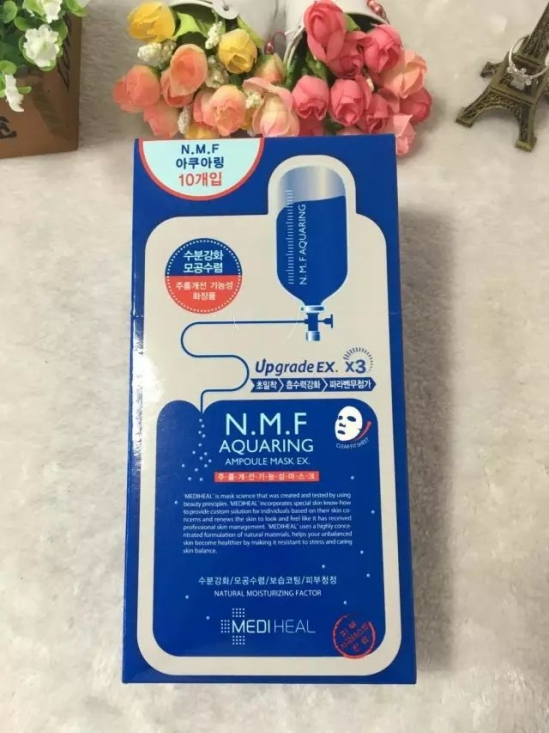 N.M.F
아쿠아링
10개입
N.M.F AQUARING
수분강화
모공수렴
주름개선 기능성
화장품
Upgrade EX. x3
초밀착 흡수력강화 파라벤무첨가
N.M.F
AQUARING
AMPOULE MASK EX.
CLEAR FIT SHEET
주·름·개·선·기·능·성·마·스·크
'MEDIHEAL' is mask science that was created and tested by using
beauty principles. 'MEDIHEAL' incorporates special skin know-how
to provide custom solution for individuals based on their skin co-
ncerns and renews the skin to look and feel like it has received
professional skin management. 'MEDIHEAL' uses a highly conce-
ntrated formulation of natural materials, helps your unbalanced
skin become healthier by making it resistant to stress and caring
skin balance.
수분강화/모공수렴/보습코팅/피부청정
NATURAL MOISTURIZING FACTOR
MEDIHEAL
피부
완료